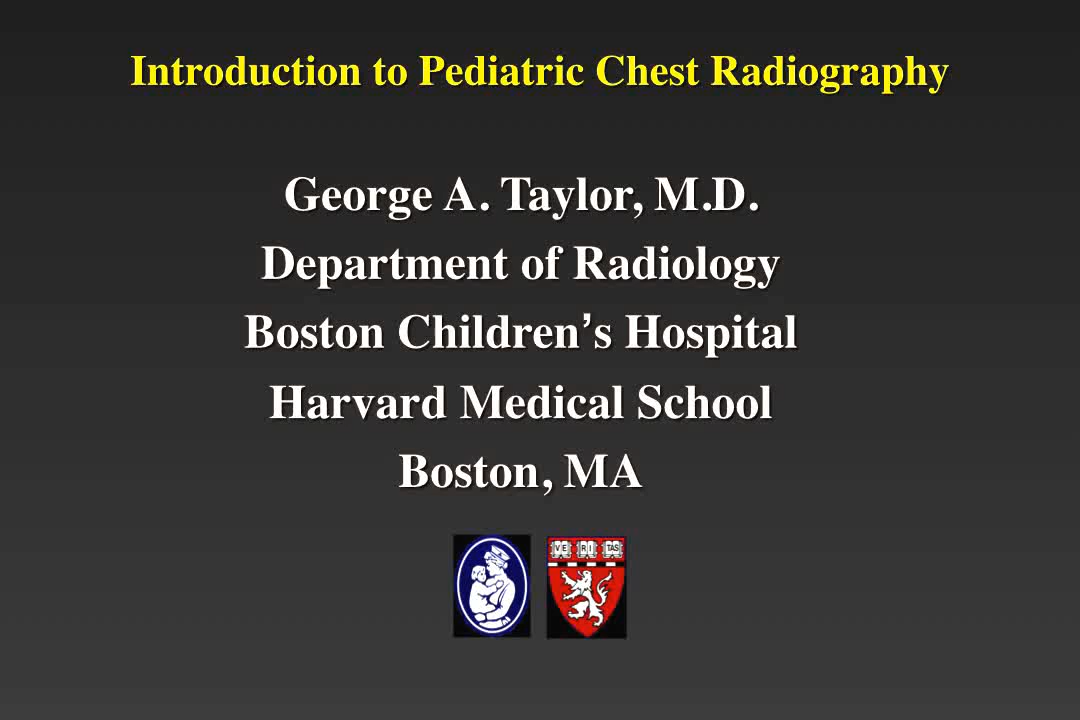 Introduction to Pediatric Chest Radiography
George A. Taylor, M.D.
Department of Radiology
Boston Children’s Hospital
Harvard Medical School
Boston, MA
VE RI TAS